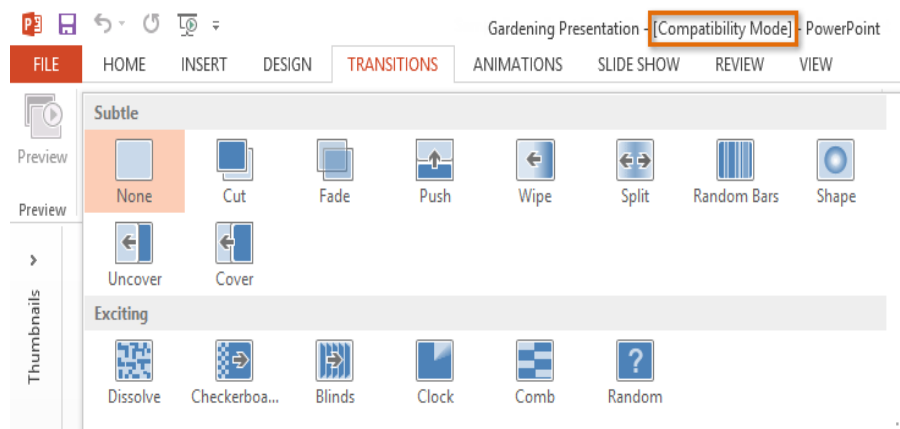 Gardening Presentation - [Compatibility Mode] - PowerPoint
FILE HOME INSERT DESIGN TRANSITIONS ANIMATIONS SLIDE SHOW REVIEW VIEW
Preview
Preview
Thumbnails
Subtle
None Cut Fade Push Wipe Split Random Bars Shape
Uncover Cover
Exciting
Dissolve Checkerboa... Blinds Clock Comb Random